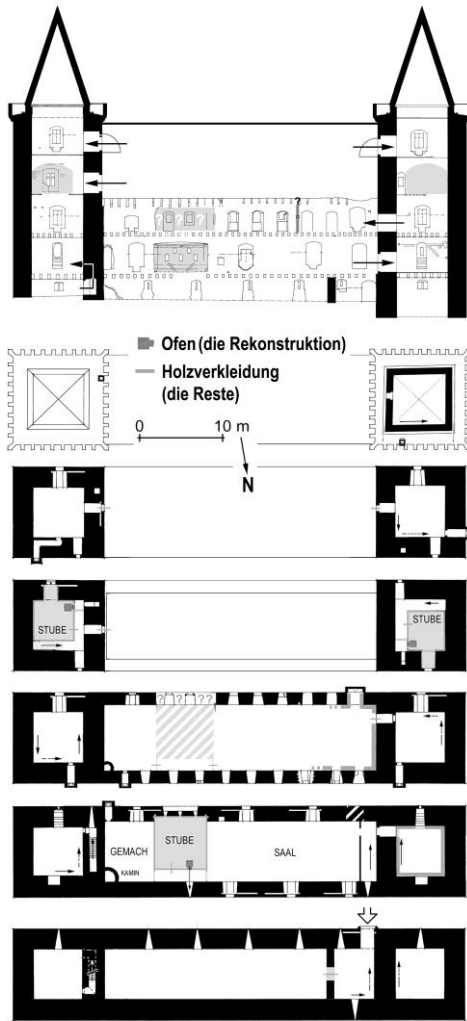 ?
Ofen (die Rekonstruktion)
Holzverkleidung
(die Reste)
0 10 m
N
STUBE STUBE
? ? ? ?
GEMACH STUBE SAAL
KAMIN